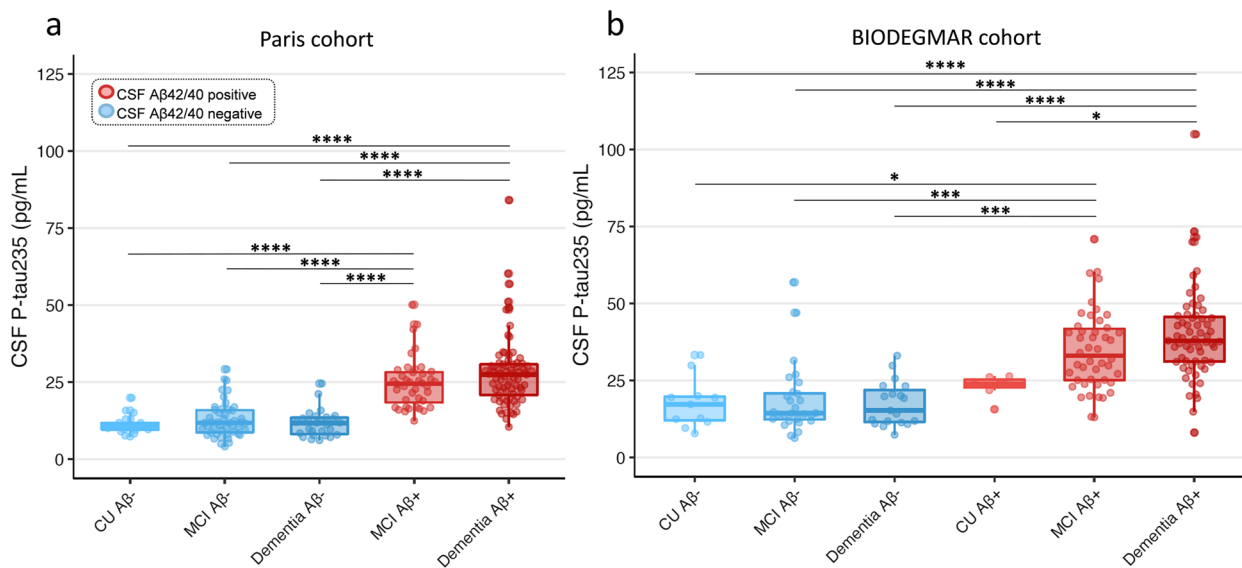 a
Paris cohort
CSF P-tau235 (pg/mL)
125
100
75
50
25
0
CSF Aβ42/40 positive
CSF Aβ42/40 negative
****
****
****
****
****
****
CU Aβ-
MCI Aβ-
Dementia Aβ-
MCI Aβ+
Dementia Aβ+
b
BIODEGMAR cohort
CSF P-tau235 (pg/mL)
125
100
75
50
25
0
****
****
****
*
*
***
***
CU Aβ-
MCI Aβ-
Dementia Aβ-
CU Aβ+
MCI Aβ+
Dementia Aβ+